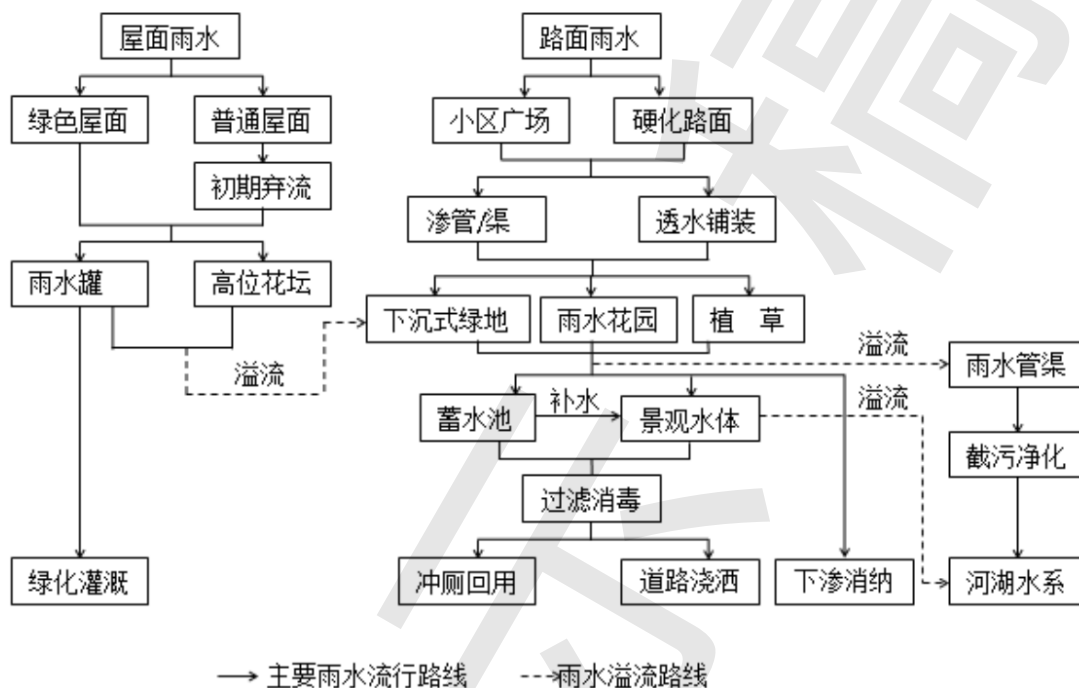 屋面雨水
路面雨水
绿色屋面
普通屋面
小区广场
硬化路面
初期弃流
渗管/渠
透水铺装
雨水罐
高位花坛
下沉式绿地
雨水花园
植 草
溢流
溢流
雨水管渠
蓄水池
补水
景观水体
溢流
截污净化
过滤消毒
绿化灌溉
冲厕回用
道路浇洒
下渗消纳
河湖水系
主要雨水流行路线
雨水溢流路线